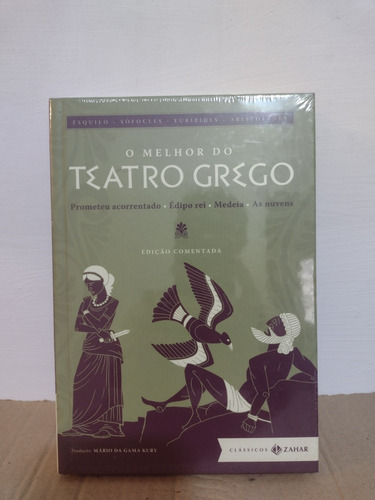 ÉSQUILO • SÓFOCLES • EURÍPIDES • ARISTÓFANES
O MELHOR DO
TEATRO GREGO
Prometeu acorrentado • Édipo rei • Medeia • As nuvens
EDIÇÃO COMENTADA
Tradução: MÁRIO DA GAMA KURY
CLÁSSICOS ZAHAR